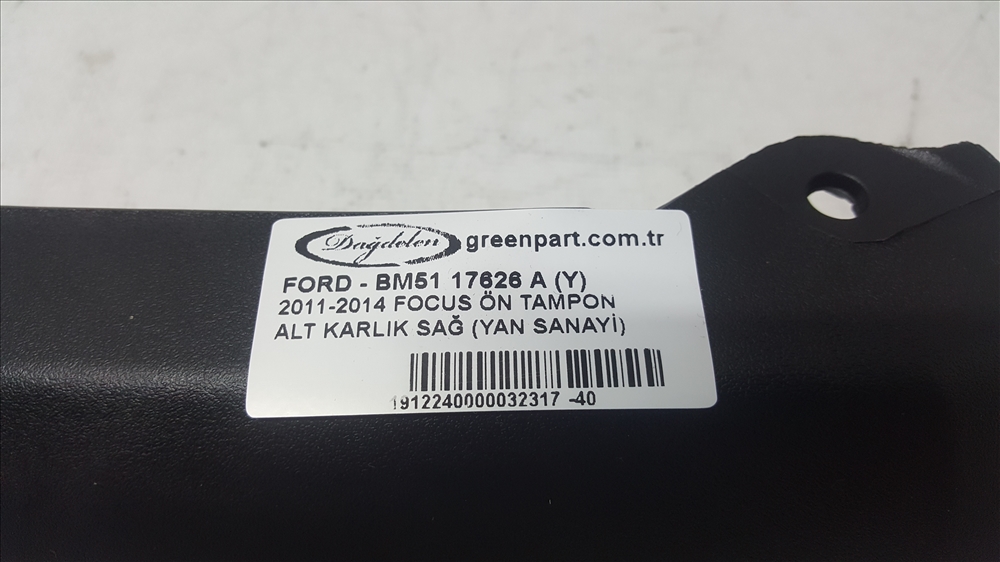 Dağdelen greenpart.com.tr
FORD - BM51 17626 A (Y)
2011-2014 FOCUS ÖN TAMPON
ALT KARLIK SAĞ (YAN SANAYİ)
1912240000032317 -40